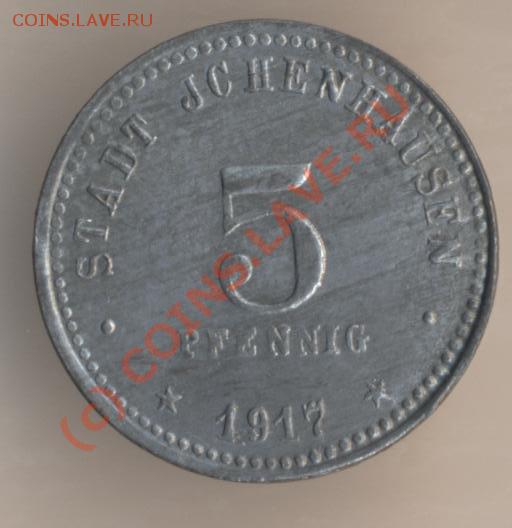 COINS.LAVE.RU
STADT JCHENHAUSEN
5
PFENNIG
1917
(c) COINS.LAVE.RU